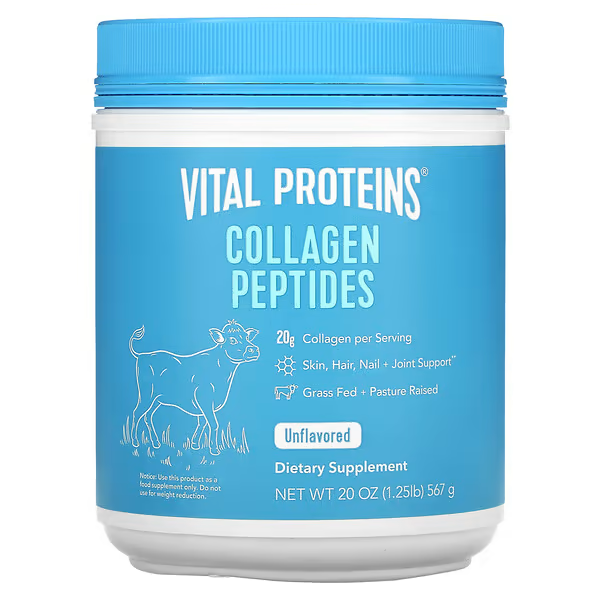 VITAL PROTEINS®
COLLAGEN
PEPTIDES
20g Collagen per Serving
Skin, Hair, Nail + Joint Support**
Grass Fed + Pasture Raised
Unflavored
Dietary Supplement
NET WT 20 OZ (1.25lb) 567 g
Notice: Use this product as a
food supplement only. Do not
use for weight reduction.